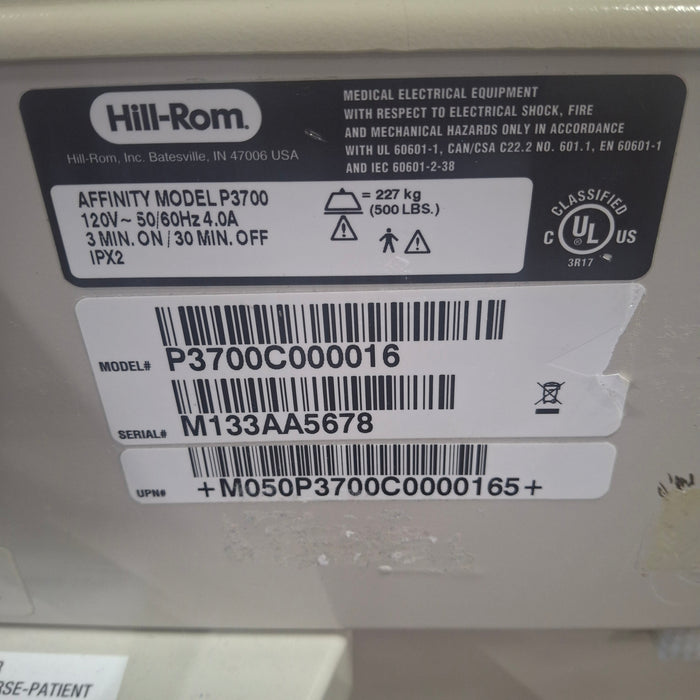 Hill-Rom.
Hill-Rom, Inc. Batesville, IN 47006 USA
MEDICAL ELECTRICAL EQUIPMENT
WITH RESPECT TO ELECTRICAL SHOCK, FIRE
AND MECHANICAL HAZARDS ONLY IN ACCORDANCE
WITH UL 60601-1, CAN/CSA C22.2 NO. 601.1, EN 60601-1
AND IEC 60601-2-38
AFFINITY MODEL P3700
120V~ 50/60Hz 4.0A
3 MIN. ON / 30 MIN. OFF
IPX2
= 227 kg
(500 LBS.)
CLASSIFIED
C UL ® US
3R17
MODEL# P3700C000016
SERIAL# M133AA5678
UPN# +M050P3700C0000165+
RSE-PATIENT